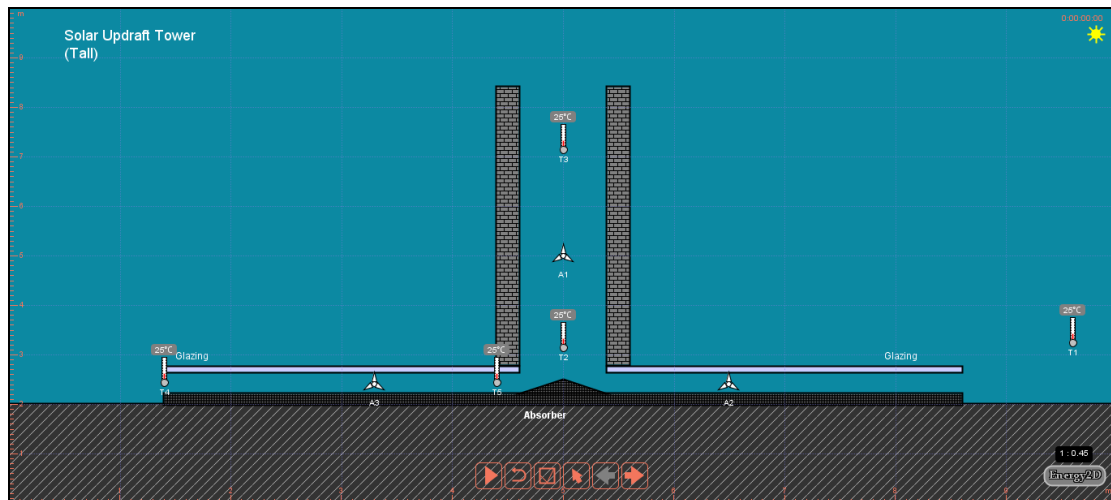 m
0:00:00:00
Solar Updraft Tower
(Tall)
25°C
T3
A1
25°C
T2
25°C
T1
25°C
Glazing
T4
25°C
T5
Glazing
A3
A2
Absorber
1 : 0.45
Energy2D